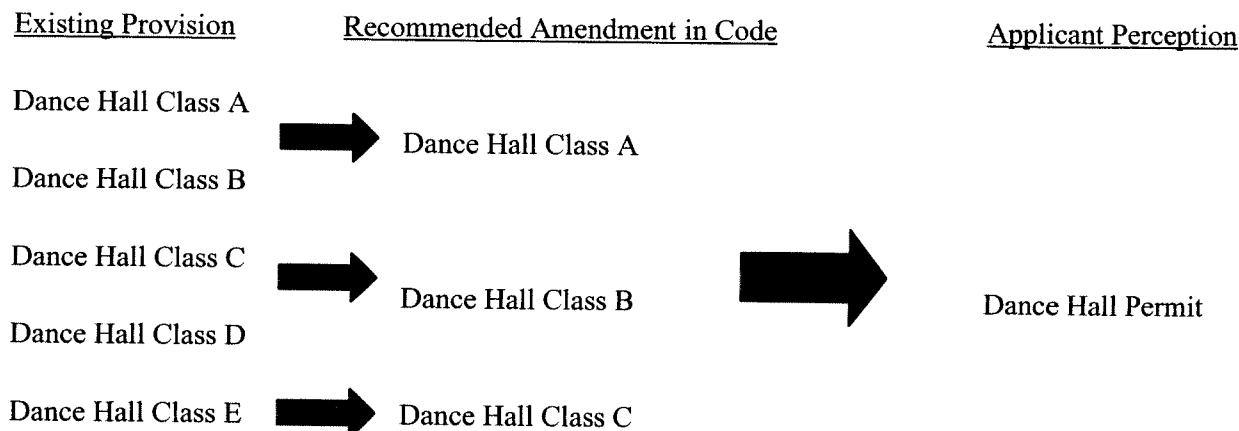 Existing Provision
Recommended Amendment in Code
Applicant Perception
Dance Hall Class A
Dance Hall Class B
Dance Hall Class C
Dance Hall Class D
Dance Hall Class E
Dance Hall Class A
Dance Hall Class B
Dance Hall Class C
Dance Hall Permit